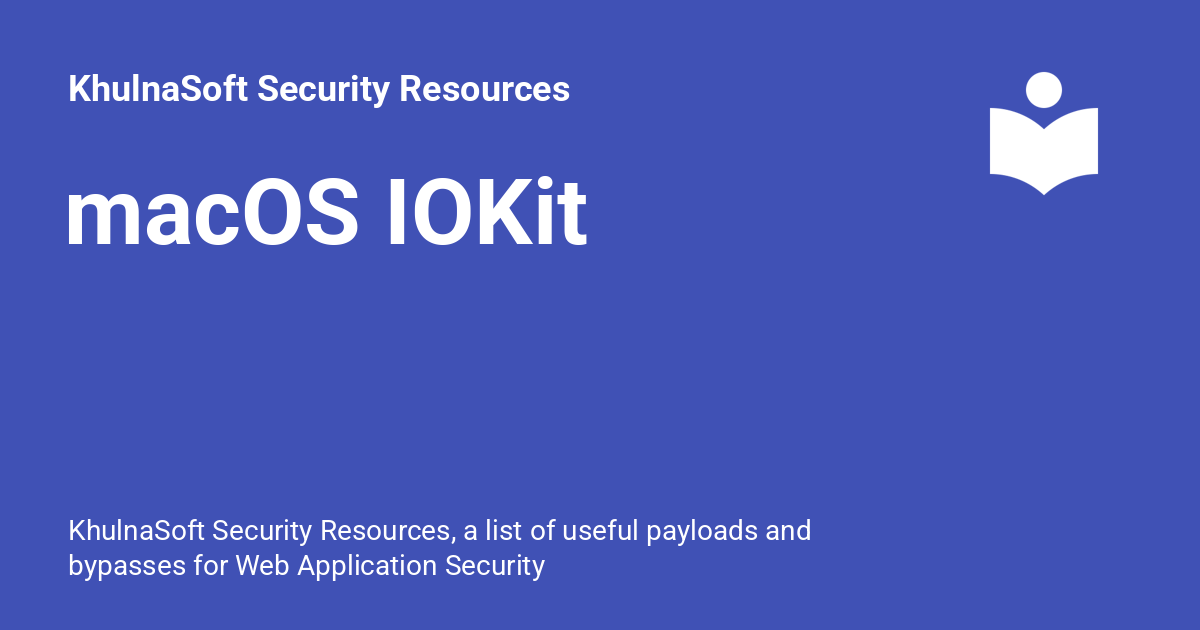 KhulnaSoft Security Resources
macOS IOKit
KhulnaSoft Security Resources, a list of useful payloads and
bypasses for Web Application Security